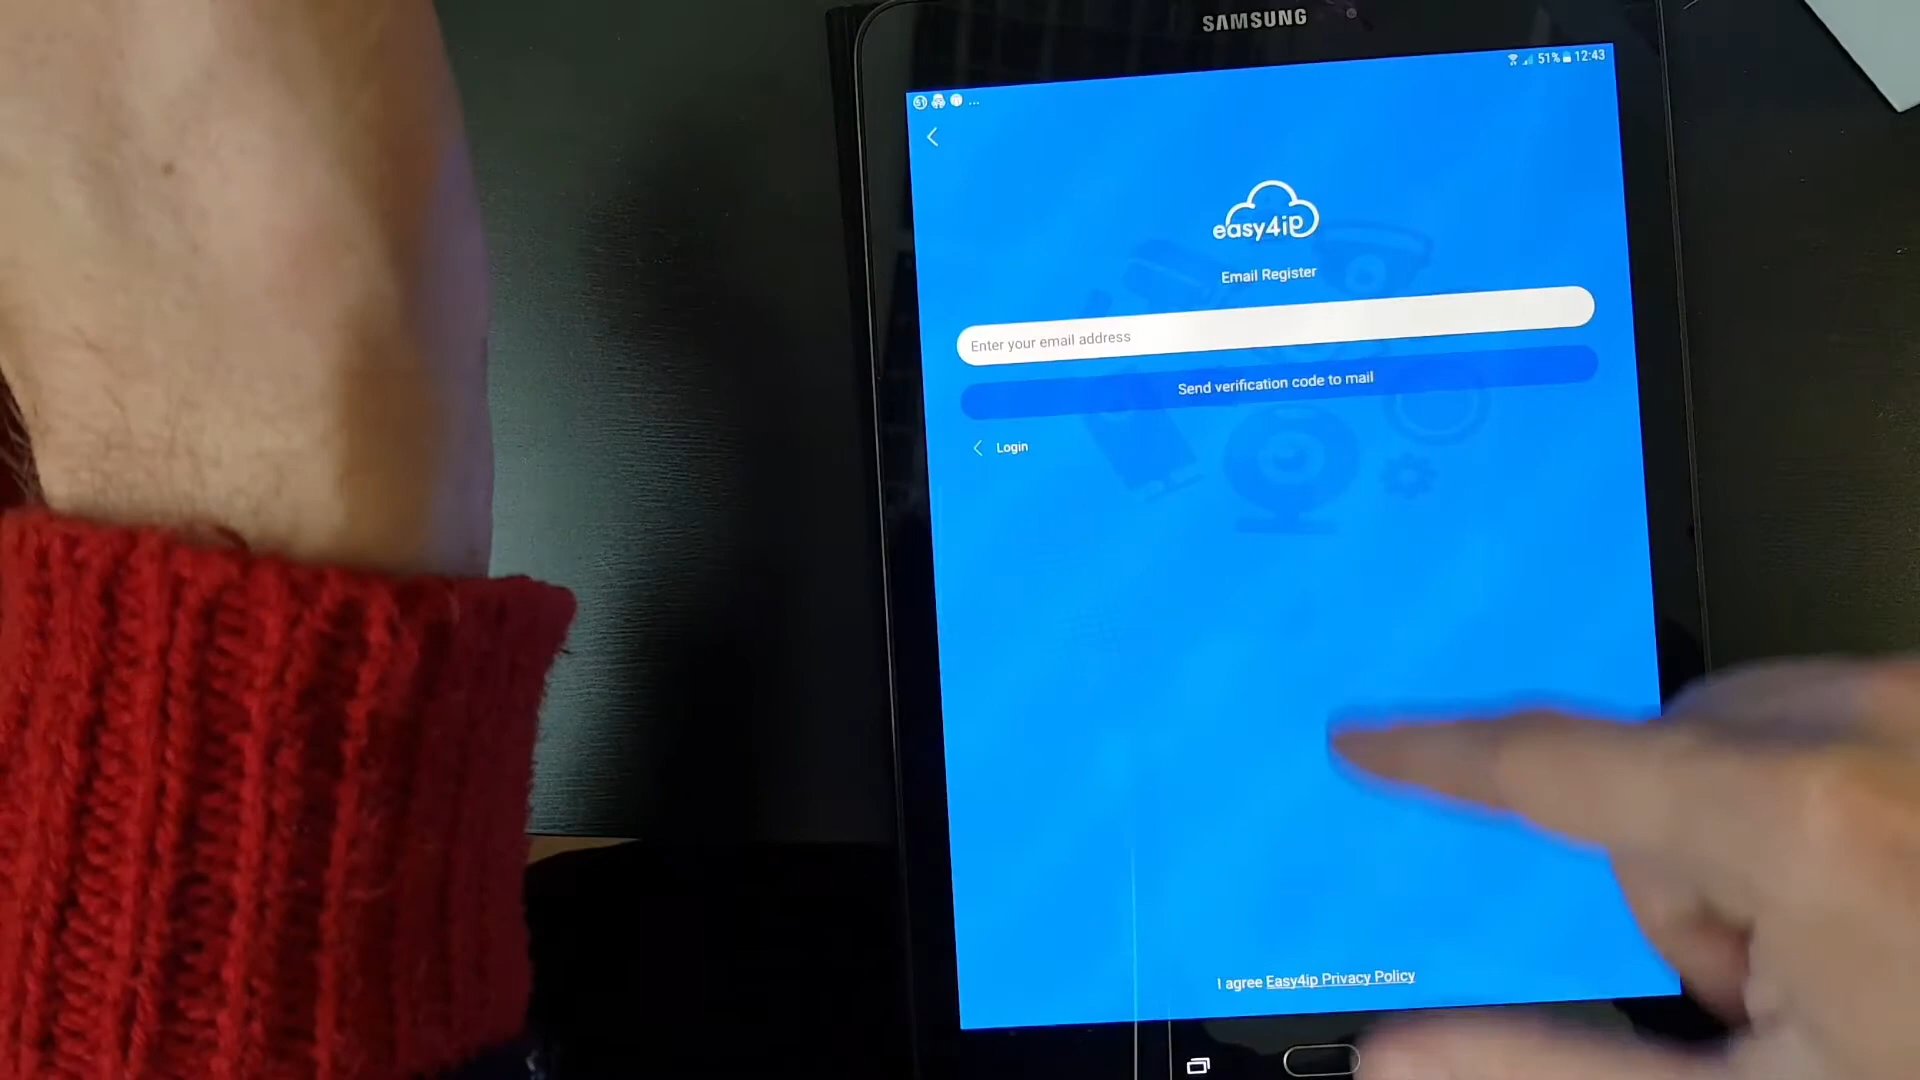 SAMSUNG
51% 12:43
easy4ip
Email Register
Enter your email address
Send verification code to mail
Login
I agree Easy4ip Privacy Policy